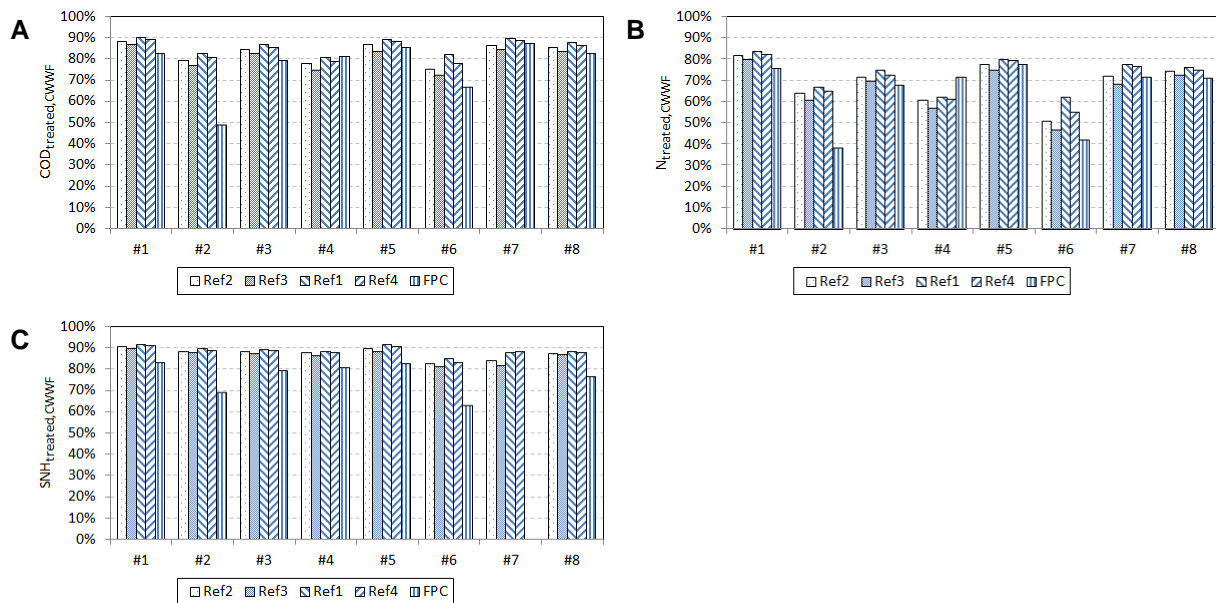 A
100%
90%
80%
70%
60%
50%
40%
30%
20%
10%
0%
CODtreated,CWWF
#1 #2 #3 #4 #5 #6 #7 #8
Ref2 Ref3 Ref1 Ref4 FPC
B
100%
90%
80%
70%
60%
50%
40%
30%
20%
10%
0%
Ntreated,CWWF
#1 #2 #3 #4 #5 #6 #7 #8
Ref2 Ref3 Ref1 Ref4 FPC
C
100%
90%
80%
70%
60%
50%
40%
30%
20%
10%
0%
SNHtreated,CWWF
#1 #2 #3 #4 #5 #6 #7 #8
Ref2 Ref3 Ref1 Ref4 FPC